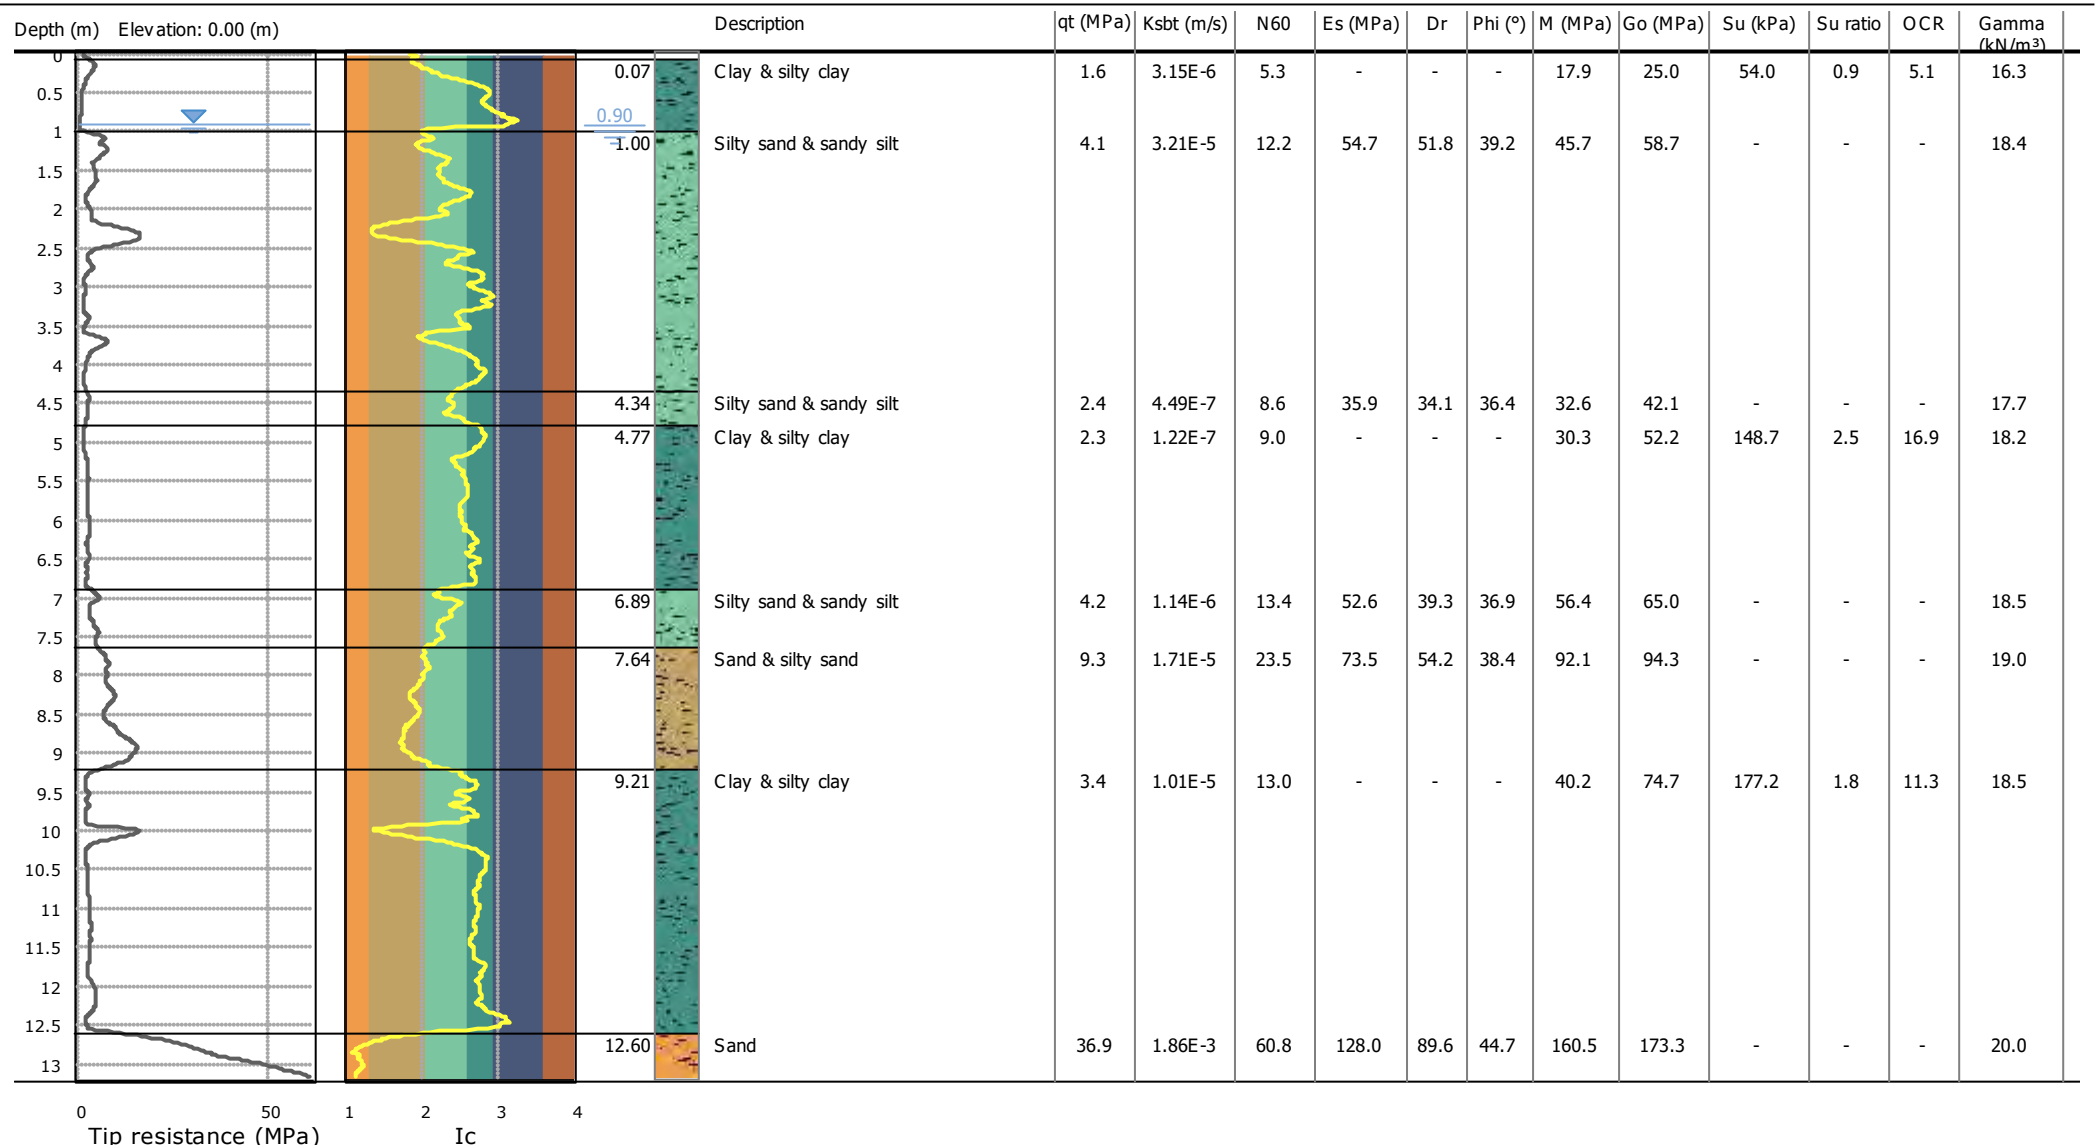 Depth (m) Elevation: 0.00 (m) Description qt (MPa) Ksbt (m/s) N60 Es (MPa) Dr Phi (°) M (MPa) Go (MPa) Su (kPa) Su ratio OCR Gamma
(kN/m³)
0
0.07 Clay & silty clay 1.6 3.15E-6 5.3 - - - 17.9 25.0 54.0 0.9 5.1 16.3
0.5
0.90
1
1.00 Silty sand & sandy silt 4.1 3.21E-5 12.2 54.7 51.8 39.2 45.7 58.7 - - - 18.4
1.5
2
2.5
3
3.5
4
4.5 4.34 Silty sand & sandy silt 2.4 4.49E-7 8.6 35.9 34.1 36.4 32.6 42.1 - - - 17.7
5 4.77 Clay & silty clay 2.3 1.22E-7 9.0 - - - 30.3 52.2 148.7 2.5 16.9 18.2
5.5
6
6.5
7 6.89 Silty sand & sandy silt 4.2 1.14E-6 13.4 52.6 39.3 36.9 56.4 65.0 - - - 18.5
7.5
7.64 Sand & silty sand 9.3 1.71E-5 23.5 73.5 54.2 38.4 92.1 94.3 - - - 19.0
8
8.5
9
9.21 Clay & silty clay 3.4 1.01E-5 13.0 - - - 40.2 74.7 177.2 1.8 11.3 18.5
9.5
10
10.5
11
11.5
12
12.5
12.60 Sand 36.9 1.86E-3 60.8 128.0 89.6 44.7 160.5 173.3 - - - 20.0
13
0 50 1 2 3 4
Tip resistance (MPa) Ic